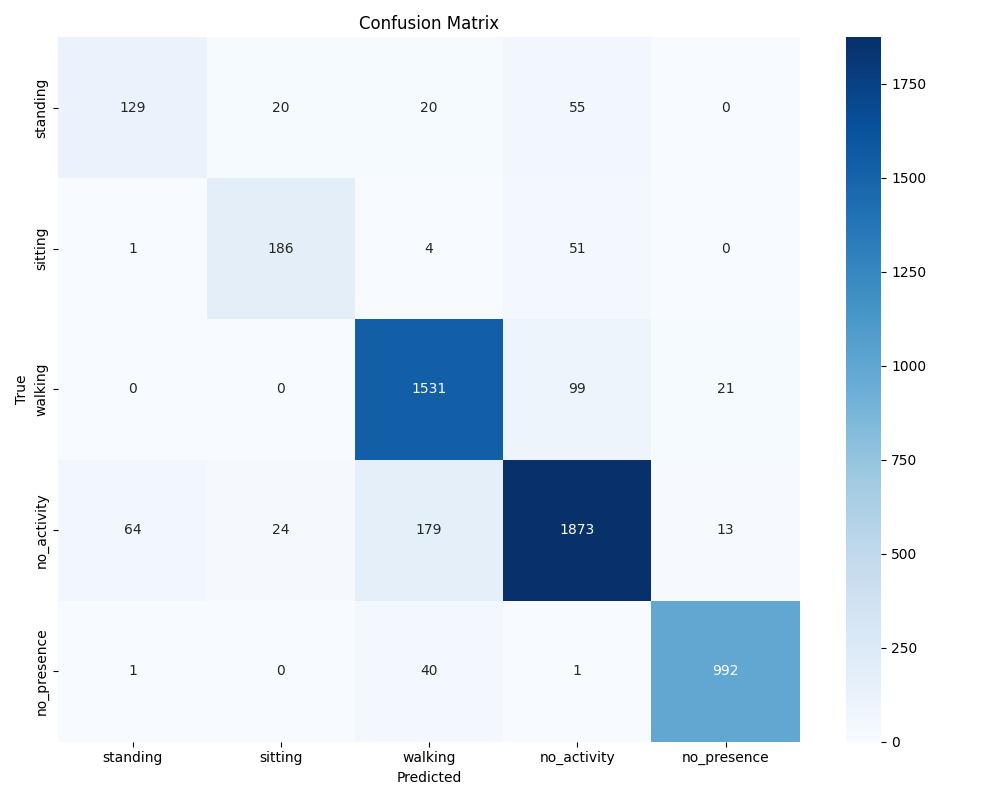 Confusion Matrix
standing 129 20 20 55 0
sitting 1 186 4 51 0
walking 0 0 1531 99 21
no_activity 64 24 179 1873 13
no_presence 1 0 40 1 992
True
standing sitting walking no_activity no_presence
Predicted
1750
1500
1250
1000
750
500
250
0